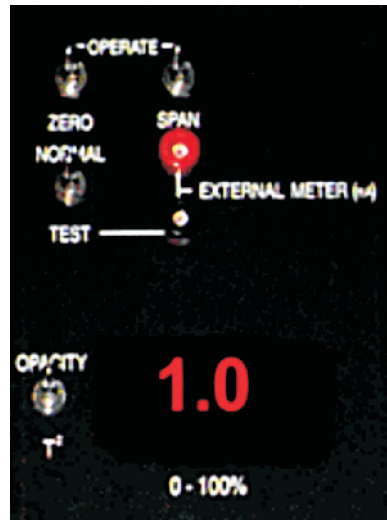 OPERATE
ZERO SPAN
NORMAL
EXTERNAL METER (mA)
TEST
OPACITY
1.0
T²
0 - 100%